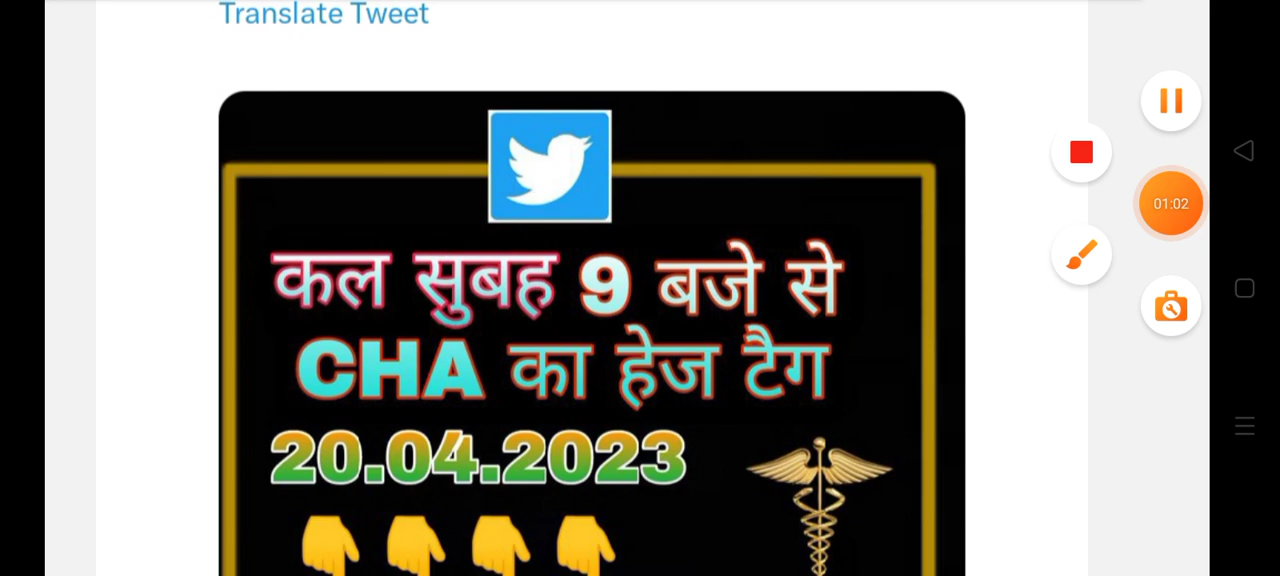 Translate Tweet
कल सुबह 9 बजे से
CHA का हेज टैग
20.04.2023
01:02